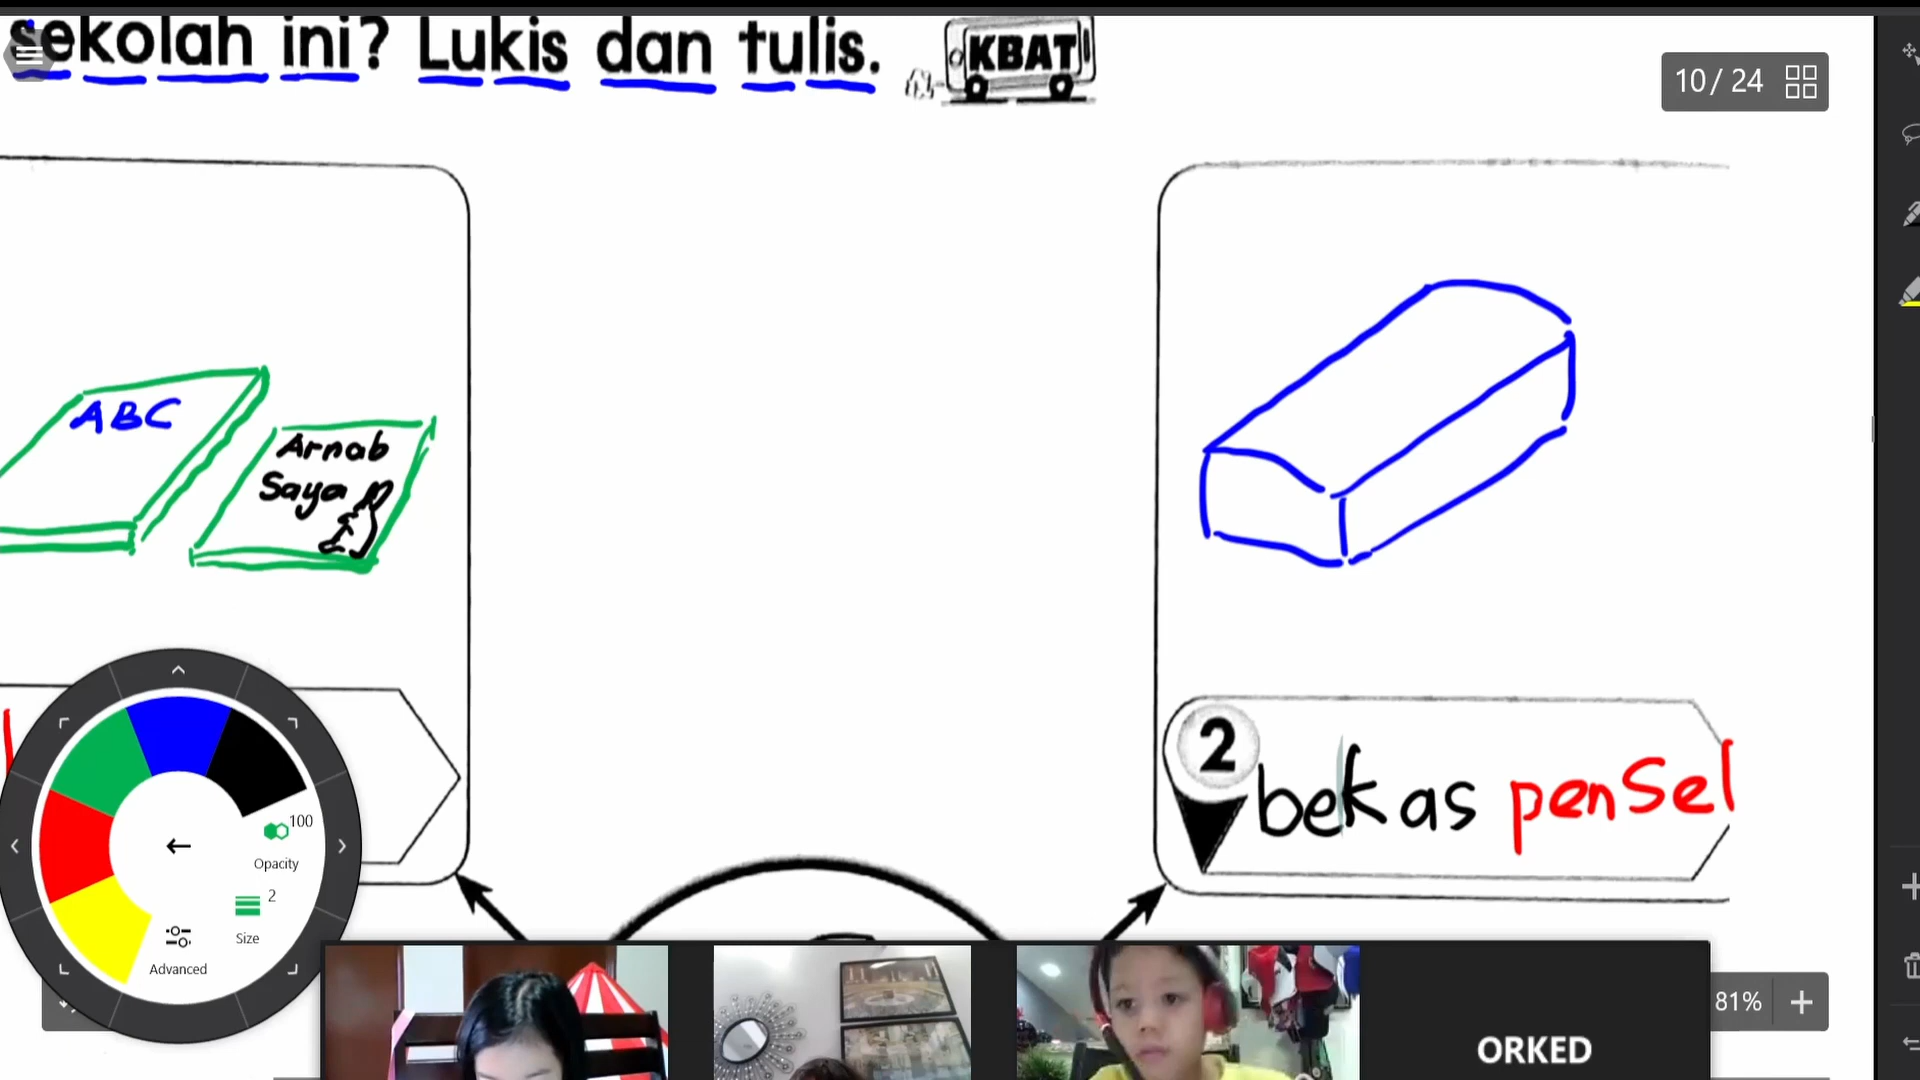 sekolah ini? Lukis dan tulis.
KBAT
10 / 24
ABC
Arnab
Saya
2
bekas pensel
100
Opacity
2
Size
Advanced
81%
ORKED